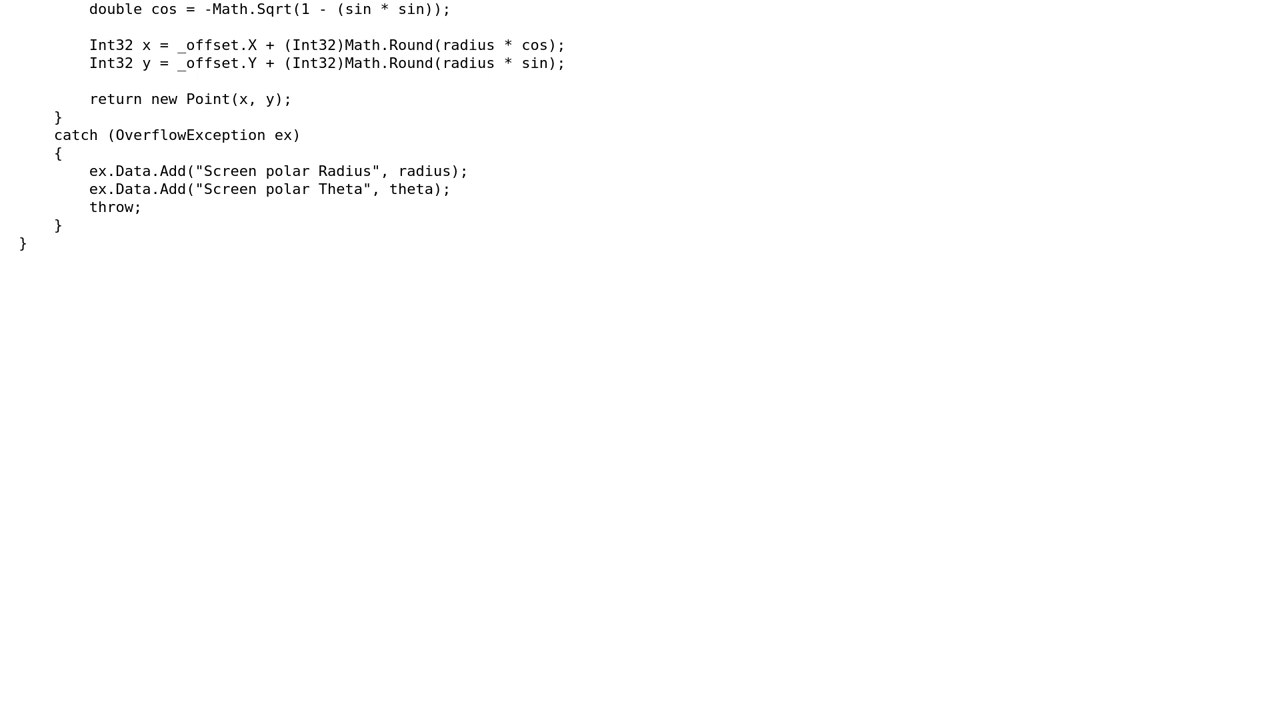 double cos = -Math.Sqrt(1 - (sin * sin));

        Int32 x = _offset.X + (Int32)Math.Round(radius * cos);
        Int32 y = _offset.Y + (Int32)Math.Round(radius * sin);

        return new Point(x, y);
    }
    catch (OverflowException ex)
    {
        ex.Data.Add("Screen polar Radius", radius);
        ex.Data.Add("Screen polar Theta", theta);
        throw;
    }
}